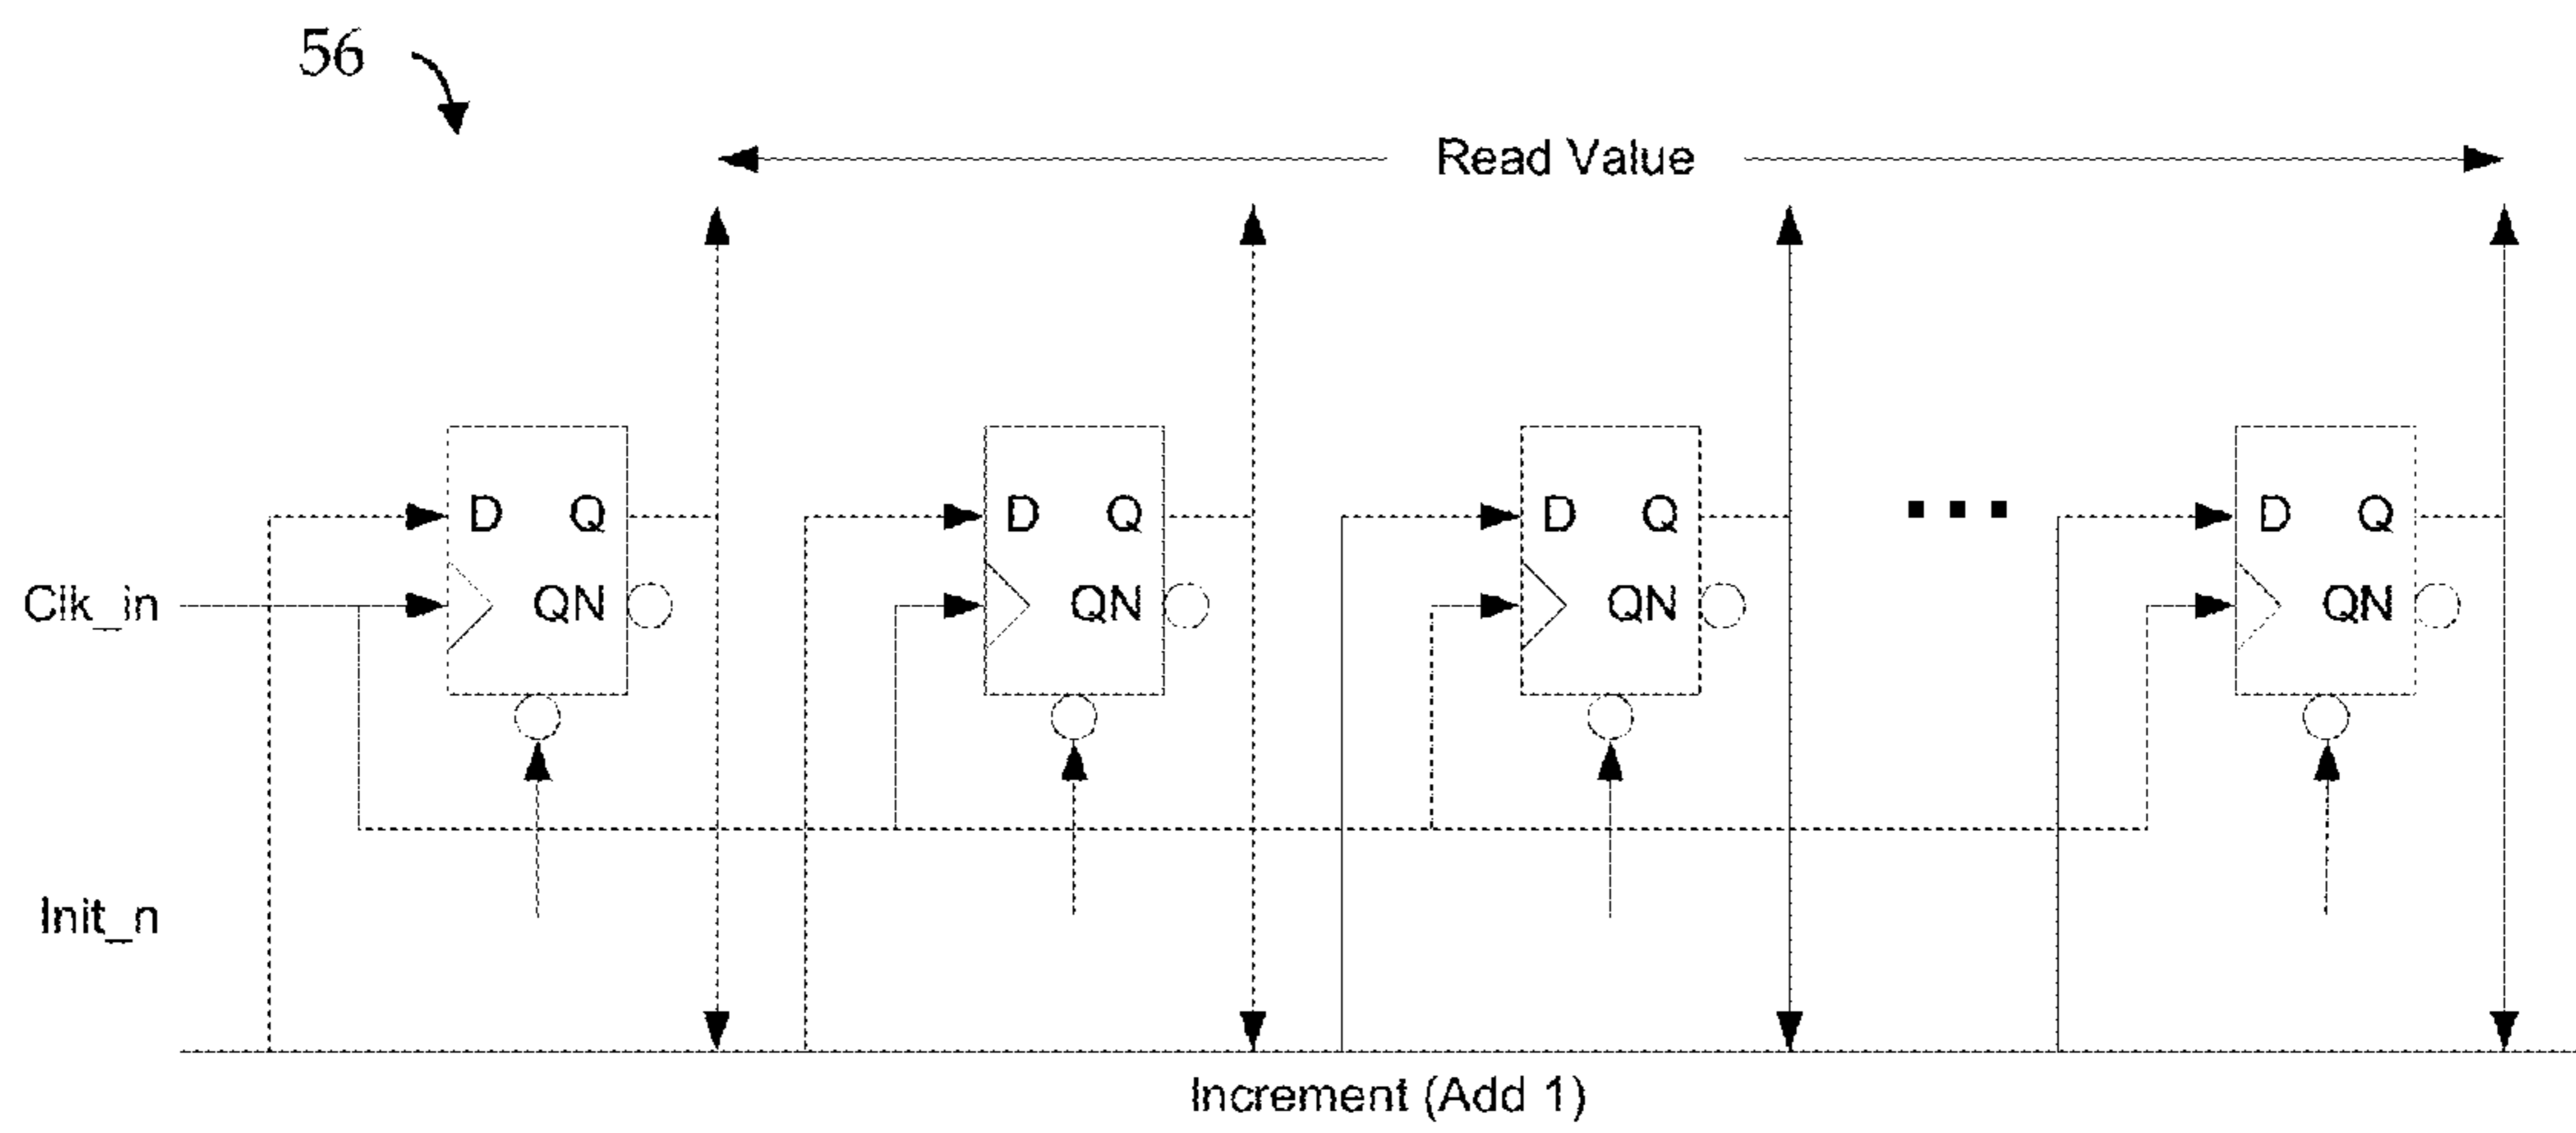 56
Read Value
D Q D Q D Q ... D Q
Clk_in QN QN QN QN
Init_n
Increment (Add 1)